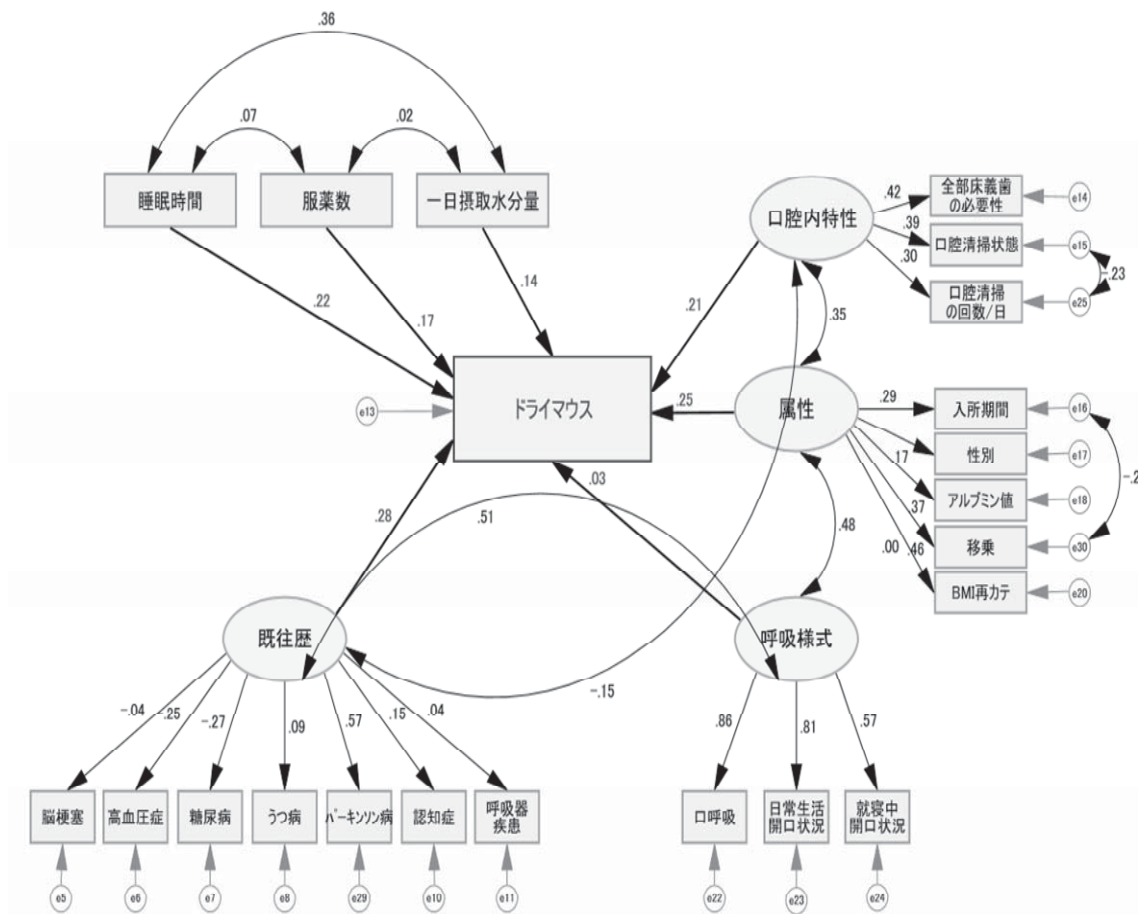 .36
.07
.02
睡眠時間
服薬数
一日摂取水分量
口腔内特性
.42
全部床義歯
の必要性
e14
.39
口腔清掃状態
e15
.30
口腔清掃
の回数/日
e25
-.23
.22
.17
.14
.21
.35
e13
ドライマウス
.25
属性
.29
入所期間
e16
性別
e17
.17
アルブミン値
e18
.37
移乗
e30
-.2
.00
.46
BMI再カテ
e20
.03
.28
.51
.48
既往歴
呼吸様式
-.15
-.04
-.25
-.27
.09
.57
.15
.04
.86
.81
.57
脳梗塞
高血圧症
糖尿病
うつ病
パーキンソン病
認知症
呼吸器
疾患
口呼吸
日常生活
開口状況
就寝中
開口状況
e5
e6
e7
e8
e29
e10
e11
e22
e23
e24